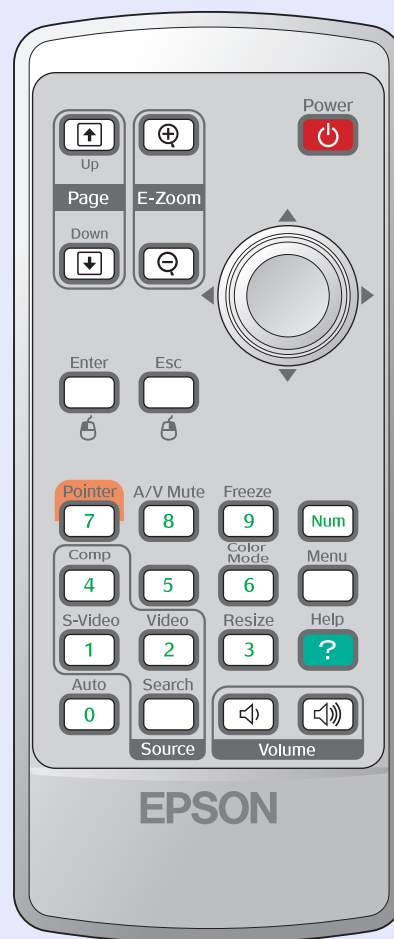 Power
Up
Page
E-Zoom
Down
Enter
Esc
Pointer
A/V Mute
Freeze
7
8
9
Num
Comp
Color
Mode
Menu
4
5
6
S-Video
Video
Resize
Help
1
2
3
?
Auto
Search
0
Source
Volume
EPSON